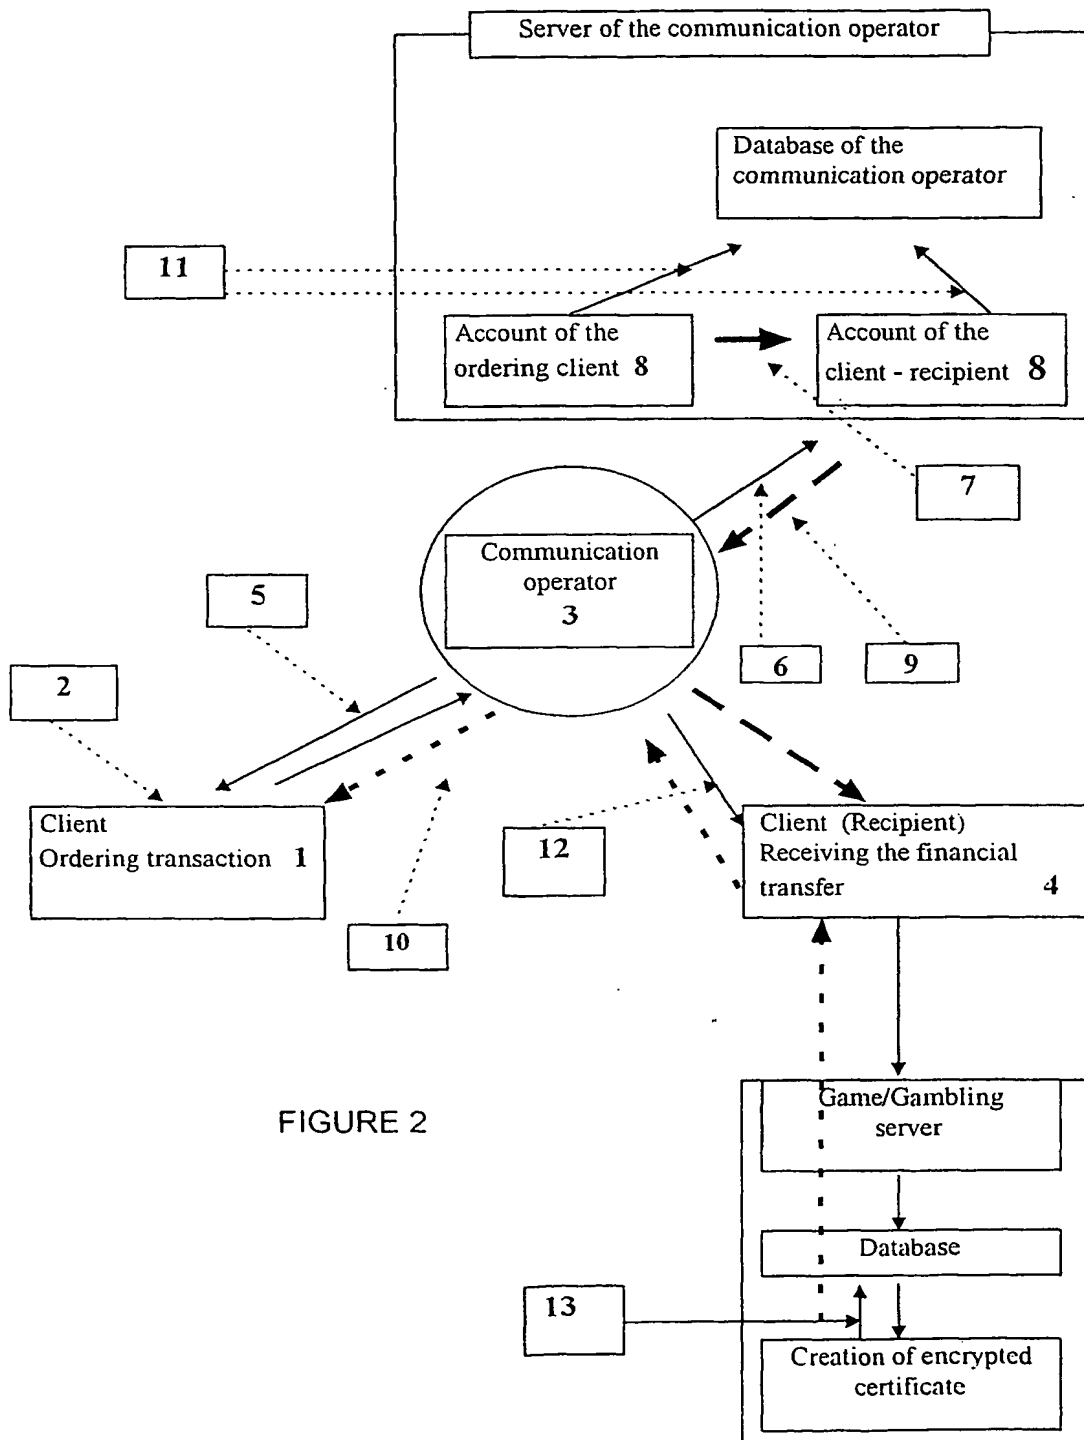 Server of the communication operator
Database of the
communication operator
11
Account of the
ordering client 8
Account of the
client - recipient 8
7
Communication
operator
3
5
6
9
2
Client
Ordering transaction 1
12
Client (Recipient)
Receiving the financial
transfer 4
10
Game/Gambling
server
FIGURE 2
Database
13
Creation of encrypted
certificate